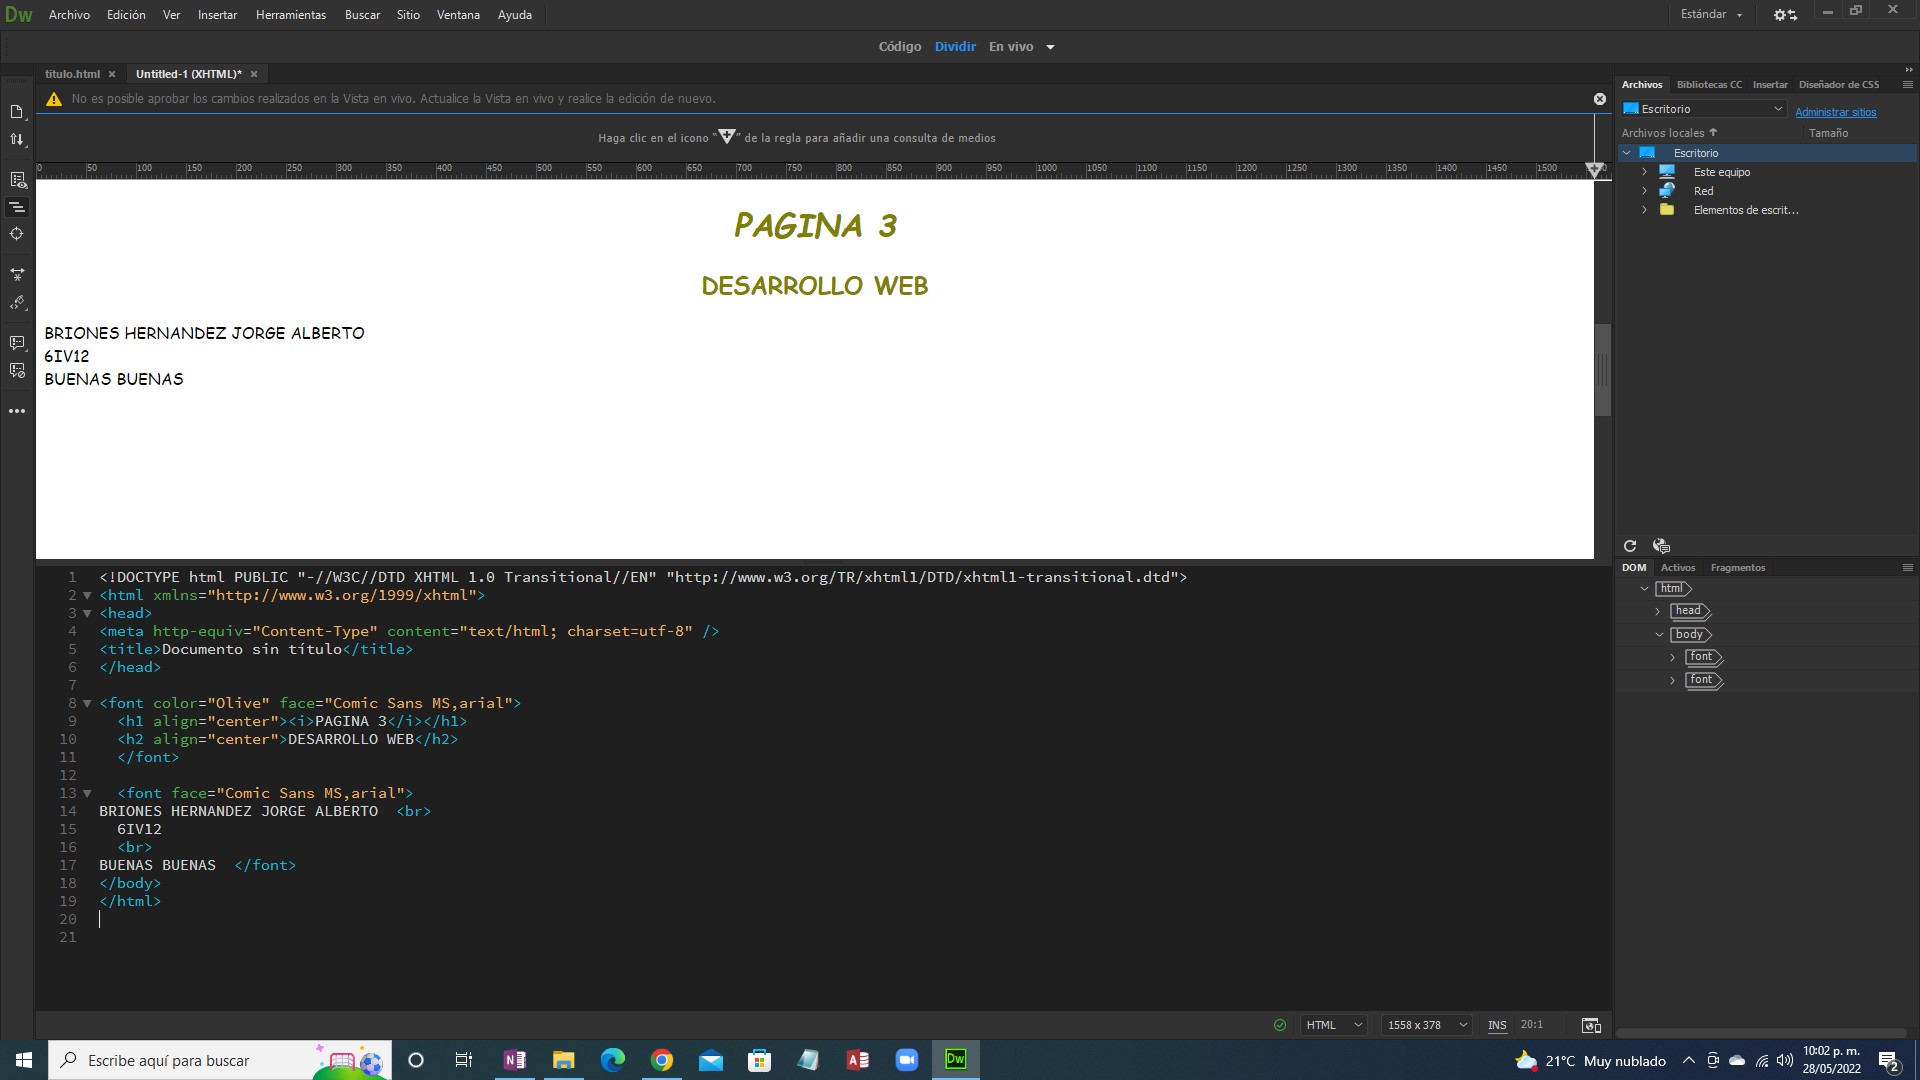 Dw Archivo Edición Ver Insertar Herramientas Buscar Sitio Ventana Ayuda Estándar
Código Dividir En vivo
titulo.html Untitled-1 (XHTML)*
No es posible aprobar los cambios realizados en la Vista en vivo. Actualice la Vista en vivo y realice la edición de nuevo.
Haga clic en el icono "" de la regla para añadir una consulta de medios
0 50 100 150 200 250 300 350 400 450 500 550 600 650 700 750 800 850 900 950 1000 1050 1100 1150 1200 1250 1300 1350 1400 1450 1500
PAGINA 3
DESARROLLO WEB
BRIONES HERNANDEZ JORGE ALBERTO
6IV12
BUENAS BUENAS
1 <!DOCTYPE html PUBLIC "-//W3C//DTD XHTML 1.0 Transitional//EN" "http://www.w3.org/TR/xhtml1/DTD/xhtml1-transitional.dtd">
2 <html xmlns="http://www.w3.org/1999/xhtml">
3 <head>
4 <meta http-equiv="Content-Type" content="text/html; charset=utf-8" />
5 <title>Documento sin título</title>
6 </head>
7
8 <font color="Olive" face="Comic Sans MS,arial">
9 <h1 align="center"><i>PAGINA 3</i></h1>
10 <h2 align="center">DESARROLLO WEB</h2>
11 </font>
12
13 <font face="Comic Sans MS,arial">
14 BRIONES HERNANDEZ JORGE ALBERTO <br>
15 6IV12
16 <br>
17 BUENAS BUENAS </font>
18 </body>
19 </html>
20
21
HTML 1558 x 378 INS 20:1
Archivos Bibliotecas CC Insertar Diseñador de CSS
Escritorio Administrar sitios
Archivos locales Tamaño
Escritorio
Este equipo
Red
Elementos de escrit...
DOM Activos Fragmentos
html
head
body
font
font
Escribe aquí para buscar
Dw
21°C Muy nublado
10:02 p. m.
28/05/2022
2